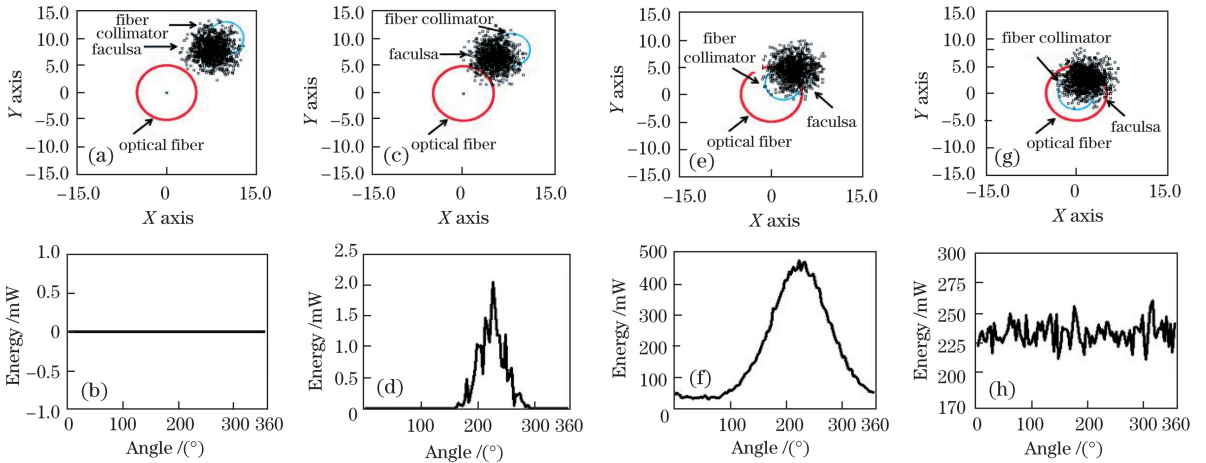 15.0
10.0
5.0
0
−5.0
−10.0
−15.0
Y axis
fiber
collimator
faculsa
optical fiber
(a)
−15.0
0
15.0
X axis
15.0
10.0
5.0
0
−5.0
−10.0
−15.0
Y axis
fiber collimator
faculsa
optical fiber
(c)
−15.0
0
15.0
X axis
15.0
10.0
5.0
0
−5.0
−10.0
−15.0
Y axis
fiber
collimator
faculsa
optical fiber
(e)
−15.0
0
15.0
X axis
15.0
10.0
5.0
0
−5.0
−10.0
−15.0
Y axis
fiber collimator
faculsa
optical fiber
(g)
−15.0
0
15.0
X axis
1.0
0.5
0
−0.5
−1.0
Energy /mW
(b)
0
100
200
300
360
Angle /(°)
2.5
2.0
1.5
1.0
0.5
0
Energy /mW
(d)
0
100
200
300
360
Angle /(°)
500
400
300
200
100
0
Energy /mW
(f)
0
100
200
300
360
Angle /(°)
300
290
250
225
200
170
Energy /mW
(h)
0
100
200
300
360
Angle /(°)